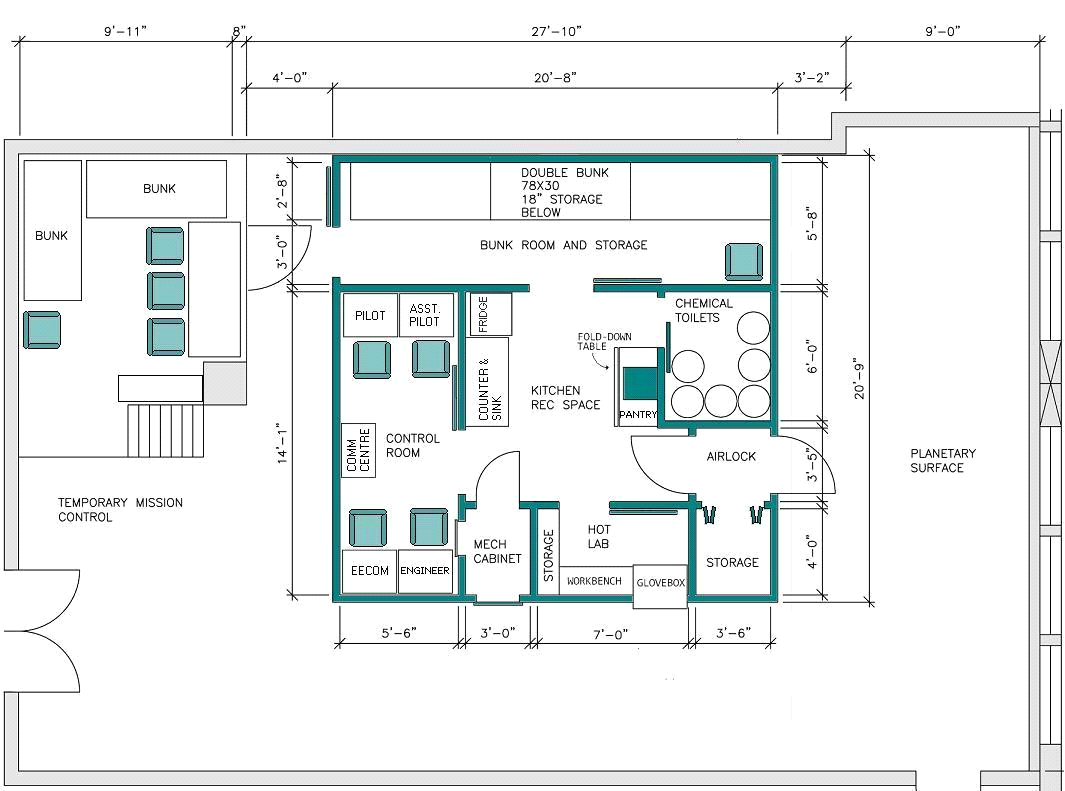 9'-11"
8"
27'-10"
9'-0"
4'-0"
20'-8"
3'-2"
BUNK
BUNK
2'-8"
3'-0"
DOUBLE BUNK
78X30
18" STORAGE
BELOW
BUNK ROOM AND STORAGE
5'-8"
PILOT
ASST.
PILOT
FRIDGE
CHEMICAL
TOILETS
FOLD-DOWN
TABLE
COUNTER &
SINK
KITCHEN
REC SPACE
PANTRY
6'-0"
20'-9"
14'-1"
COMM
CENTRE
CONTROL
ROOM
AIRLOCK
3'-5"
PLANETARY
SURFACE
TEMPORARY MISSION
CONTROL
MECH
CABINET
STORAGE
HOT
LAB
STORAGE
4'-0"
EECOM
ENGINEER
WORKBENCH
GLOVEBOX
5'-6"
3'-0"
7'-0"
3'-6"